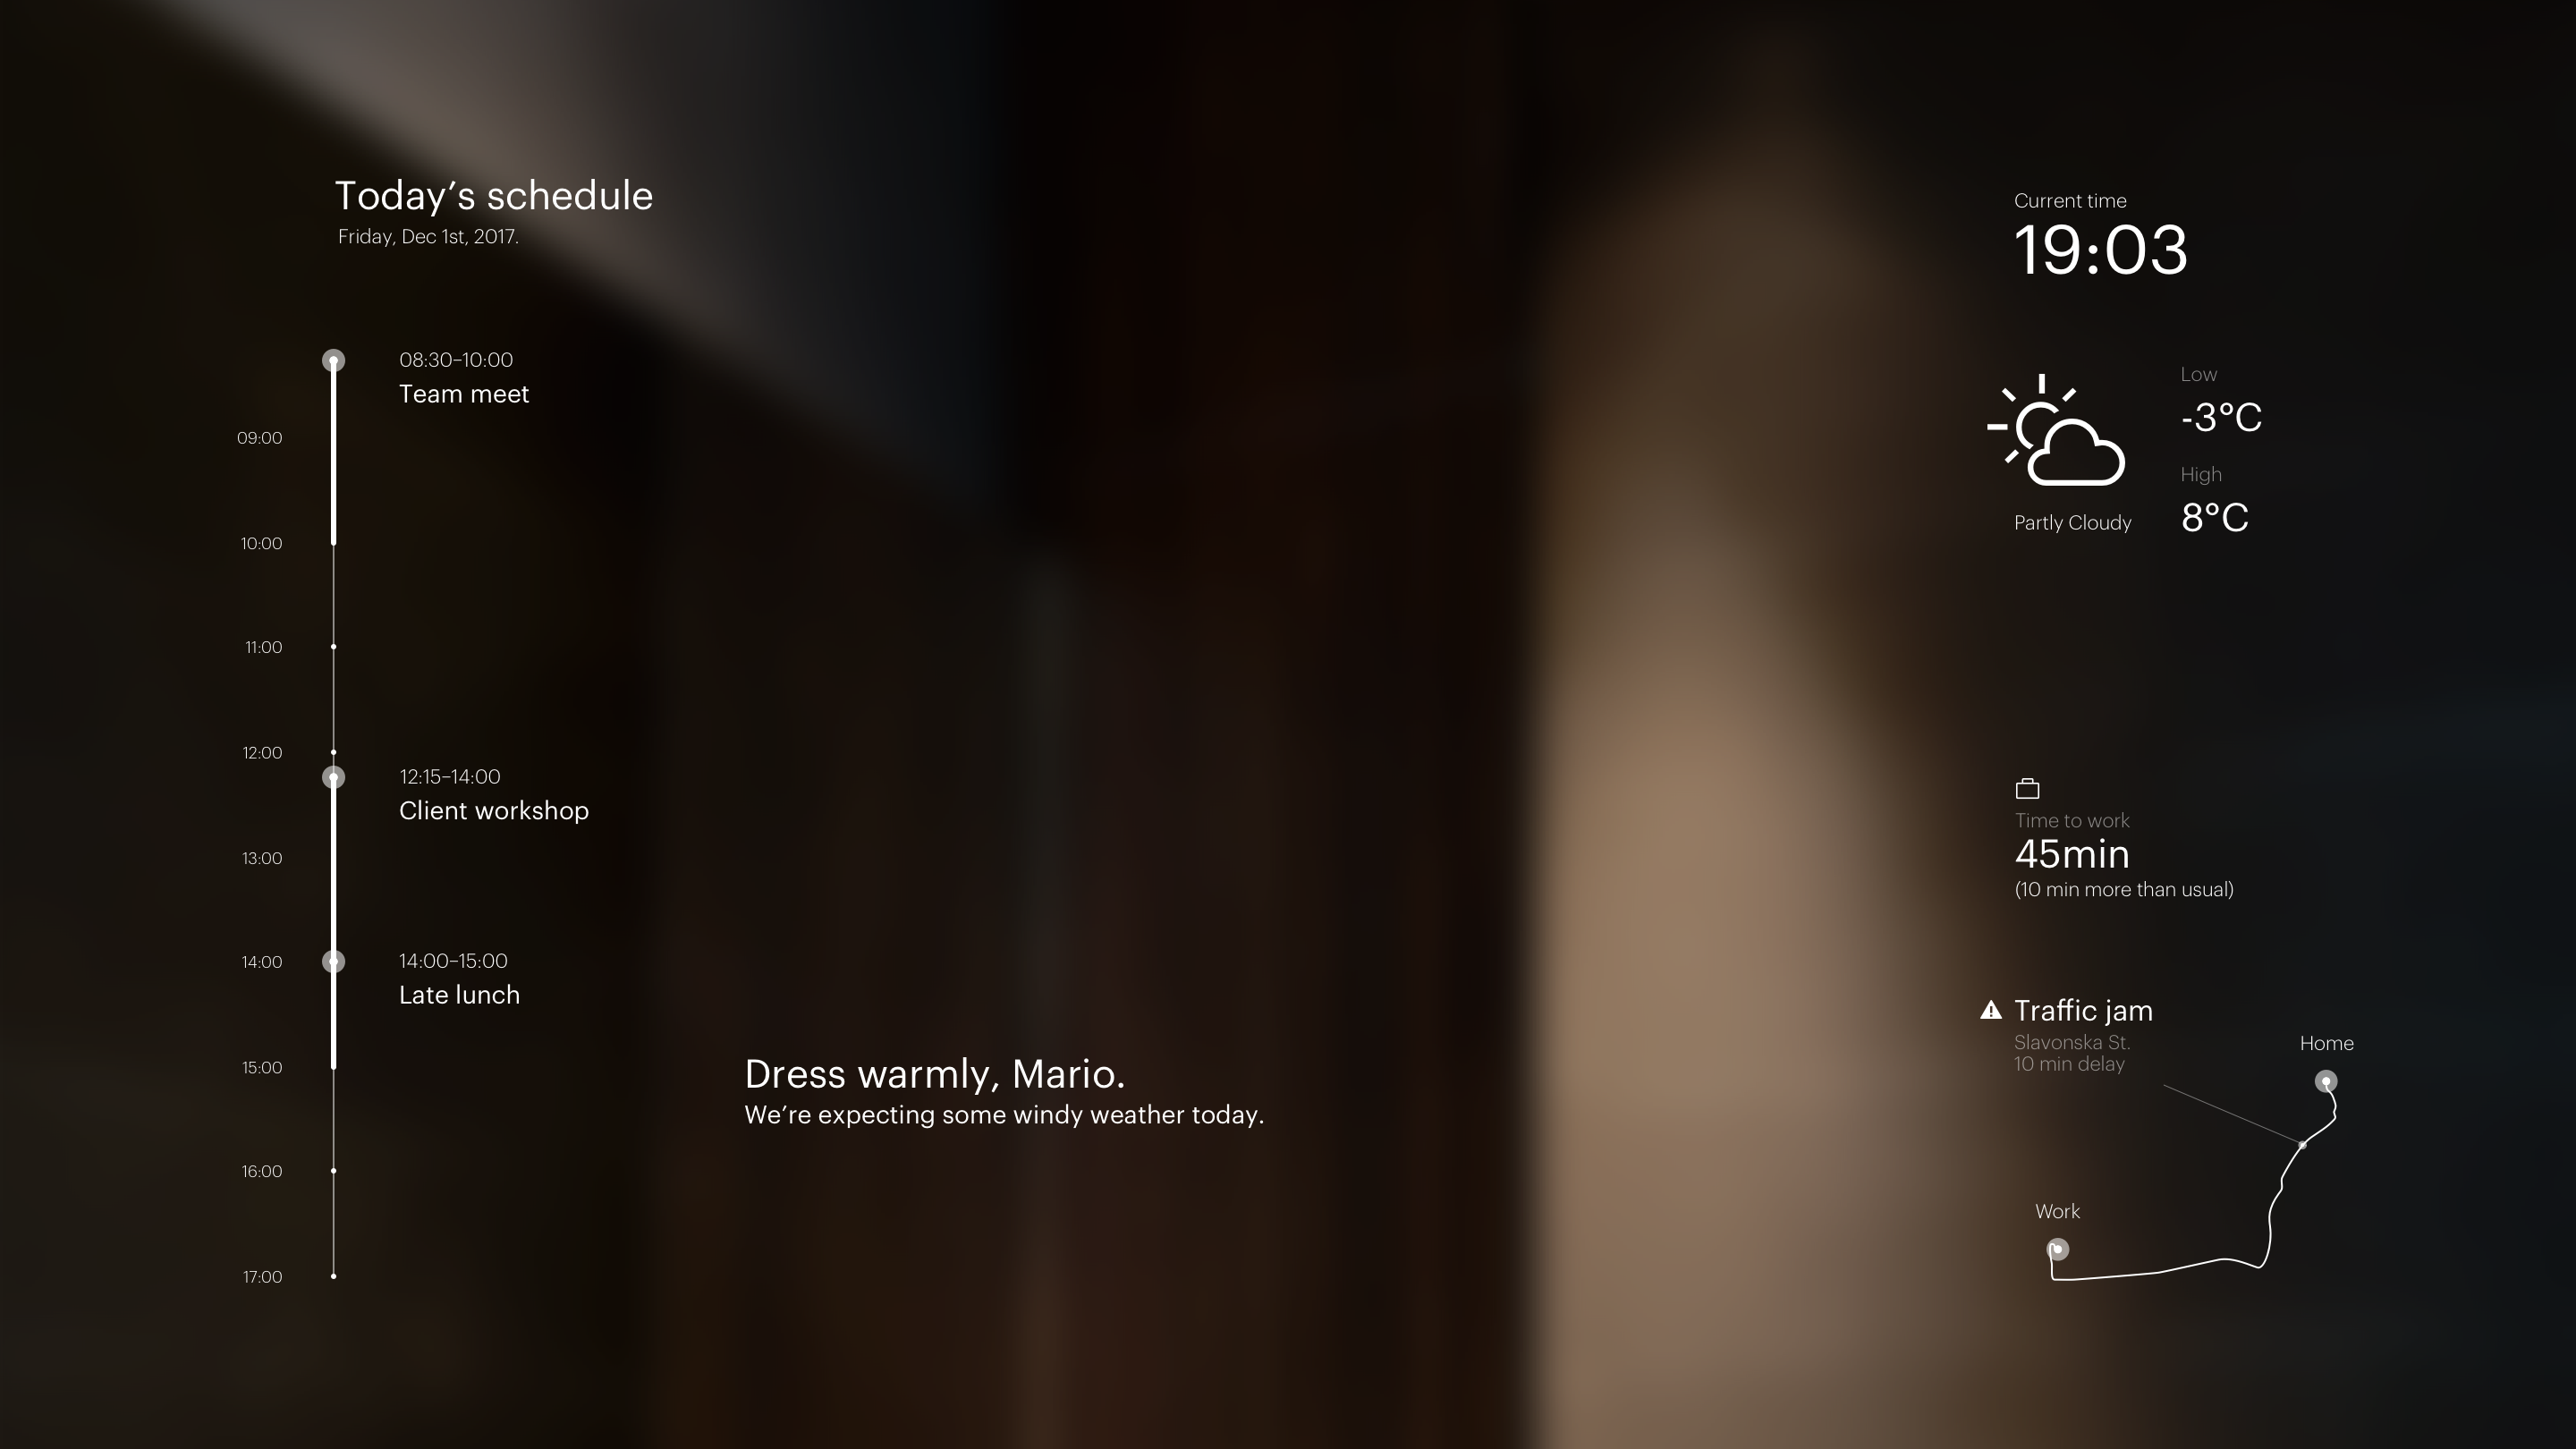 Today’s schedule
Friday, Dec 1st, 2017.
08:30–10:00
Team meet
09:00
10:00
11:00
12:00
12:15–14:00
Client workshop
13:00
14:00
14:00–15:00
Late lunch
15:00
16:00
17:00
Dress warmly, Mario.
We’re expecting some windy weather today.
Current time
19:03
Low
-3°C
High
8°C
Partly Cloudy
Time to work
45min
(10 min more than usual)
Traffic jam
Slavonska St.
10 min delay
Home
Work